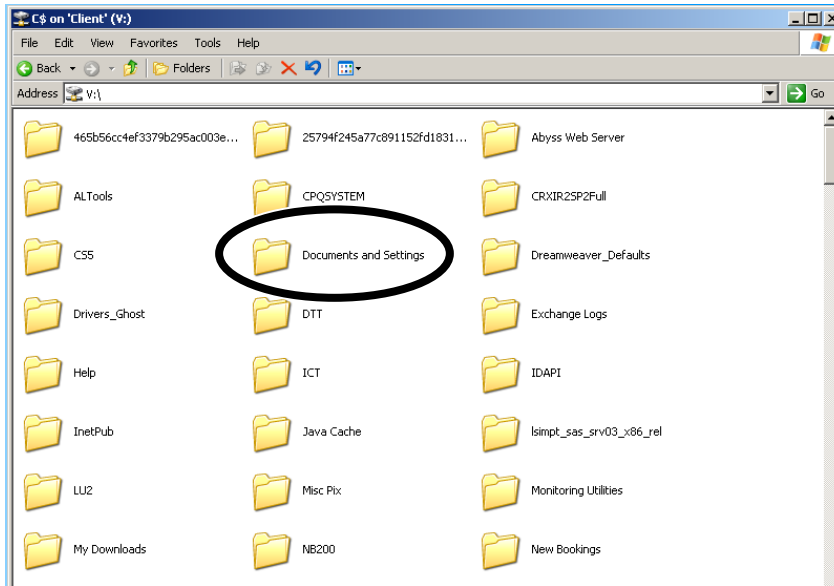 C$ on 'Client' (V:)
File Edit View Favorites Tools Help
Back Folders
Address V:\ Go
465b56cc4ef3379b295ac003e... 25794f245a77c891152fd1831... Abyss Web Server
ALTools CPQSYSTEM CRXIR2SP2Full
CS5 Documents and Settings Dreamweaver_Defaults
Drivers_Ghost DTT Exchange Logs
Help ICT IDAPI
InetPub Java Cache lsimpt_sas_srv03_x86_rel
LU2 Misc Pix Monitoring Utilities
My Downloads NB200 New Bookings